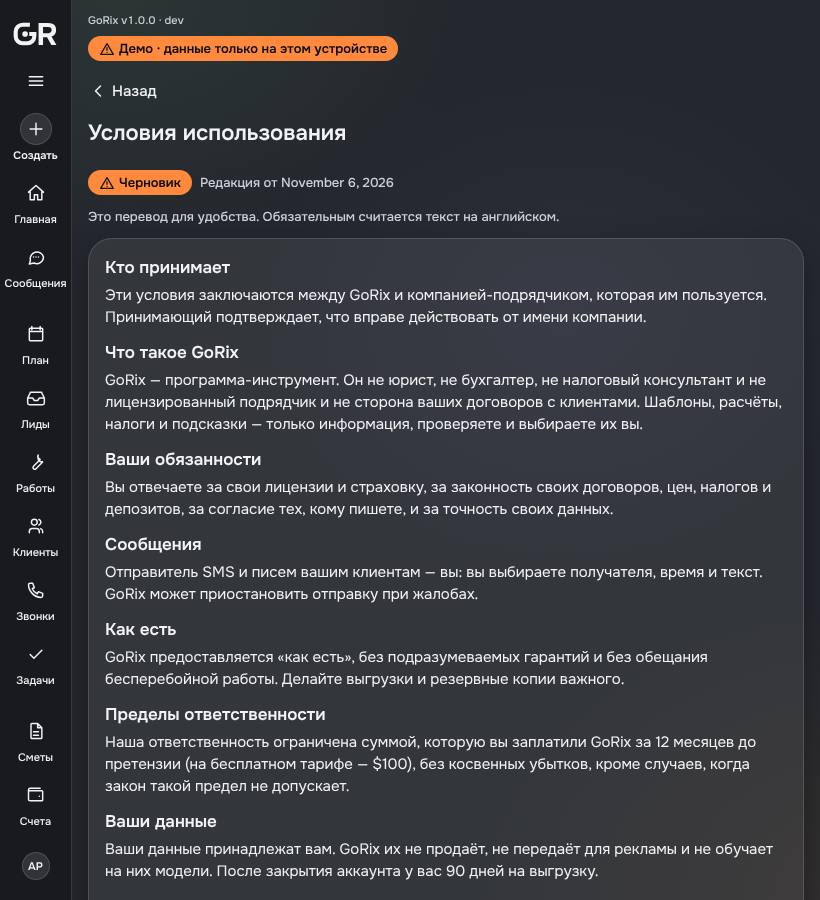 GR
Создать
Главная
Сообщения
План
Лиды
Работы
Клиенты
Звонки
Задачи
Сметы
Счета
AP
GoRix v1.0.0 · dev
Демо · данные только на этом устройстве
Назад
Условия использования
Черновик
Редакция от November 6, 2026
Это перевод для удобства. Обязательным считается текст на английском.
Кто принимает
Эти условия заключаются между GoRix и компанией-подрядчиком, которая им пользуется.
Принимающий подтверждает, что вправе действовать от имени компании.
Что такое GoRix
GoRix — программа-инструмент. Он не юрист, не бухгалтер, не налоговый консультант и не
лицензированный подрядчик и не сторона ваших договоров с клиентами. Шаблоны, расчёты,
налоги и подсказки — только информация, проверяете и выбираете их вы.
Ваши обязанности
Вы отвечаете за свои лицензии и страховку, за законность своих договоров, цен, налогов и
депозитов, за согласие тех, кому пишете, и за точность своих данных.
Сообщения
Отправитель SMS и писем вашим клиентам — вы: вы выбираете получателя, время и текст.
GoRix может приостановить отправку при жалобах.
Как есть
GoRix предоставляется «как есть», без подразумеваемых гарантий и без обещания
бесперебойной работы. Делайте выгрузки и резервные копии важного.
Пределы ответственности
Наша ответственность ограничена суммой, которую вы заплатили GoRix за 12 месяцев до
претензии (на бесплатном тарифе — $100), без косвенных убытков, кроме случаев, когда
закон такой предел не допускает.
Ваши данные
Ваши данные принадлежат вам. GoRix их не продаёт, не передаёт для рекламы и не обучает
на них модели. После закрытия аккаунта у вас 90 дней на выгрузку.